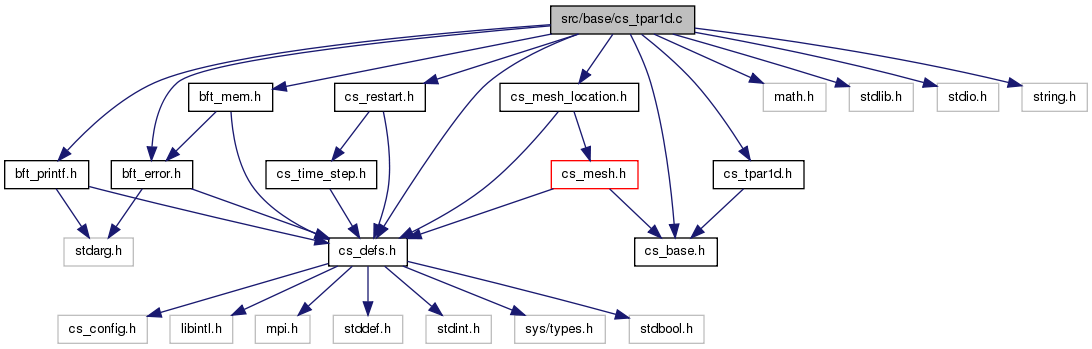 src/base/cs_tpar1d.c
bft_mem.h
cs_restart.h
cs_mesh_location.h
math.h
stdlib.h
stdio.h
string.h
bft_printf.h
bft_error.h
cs_time_step.h
cs_mesh.h
cs_tpar1d.h
stdarg.h
cs_defs.h
cs_base.h
cs_config.h
libintl.h
mpi.h
stddef.h
stdint.h
sys/types.h
stdbool.h